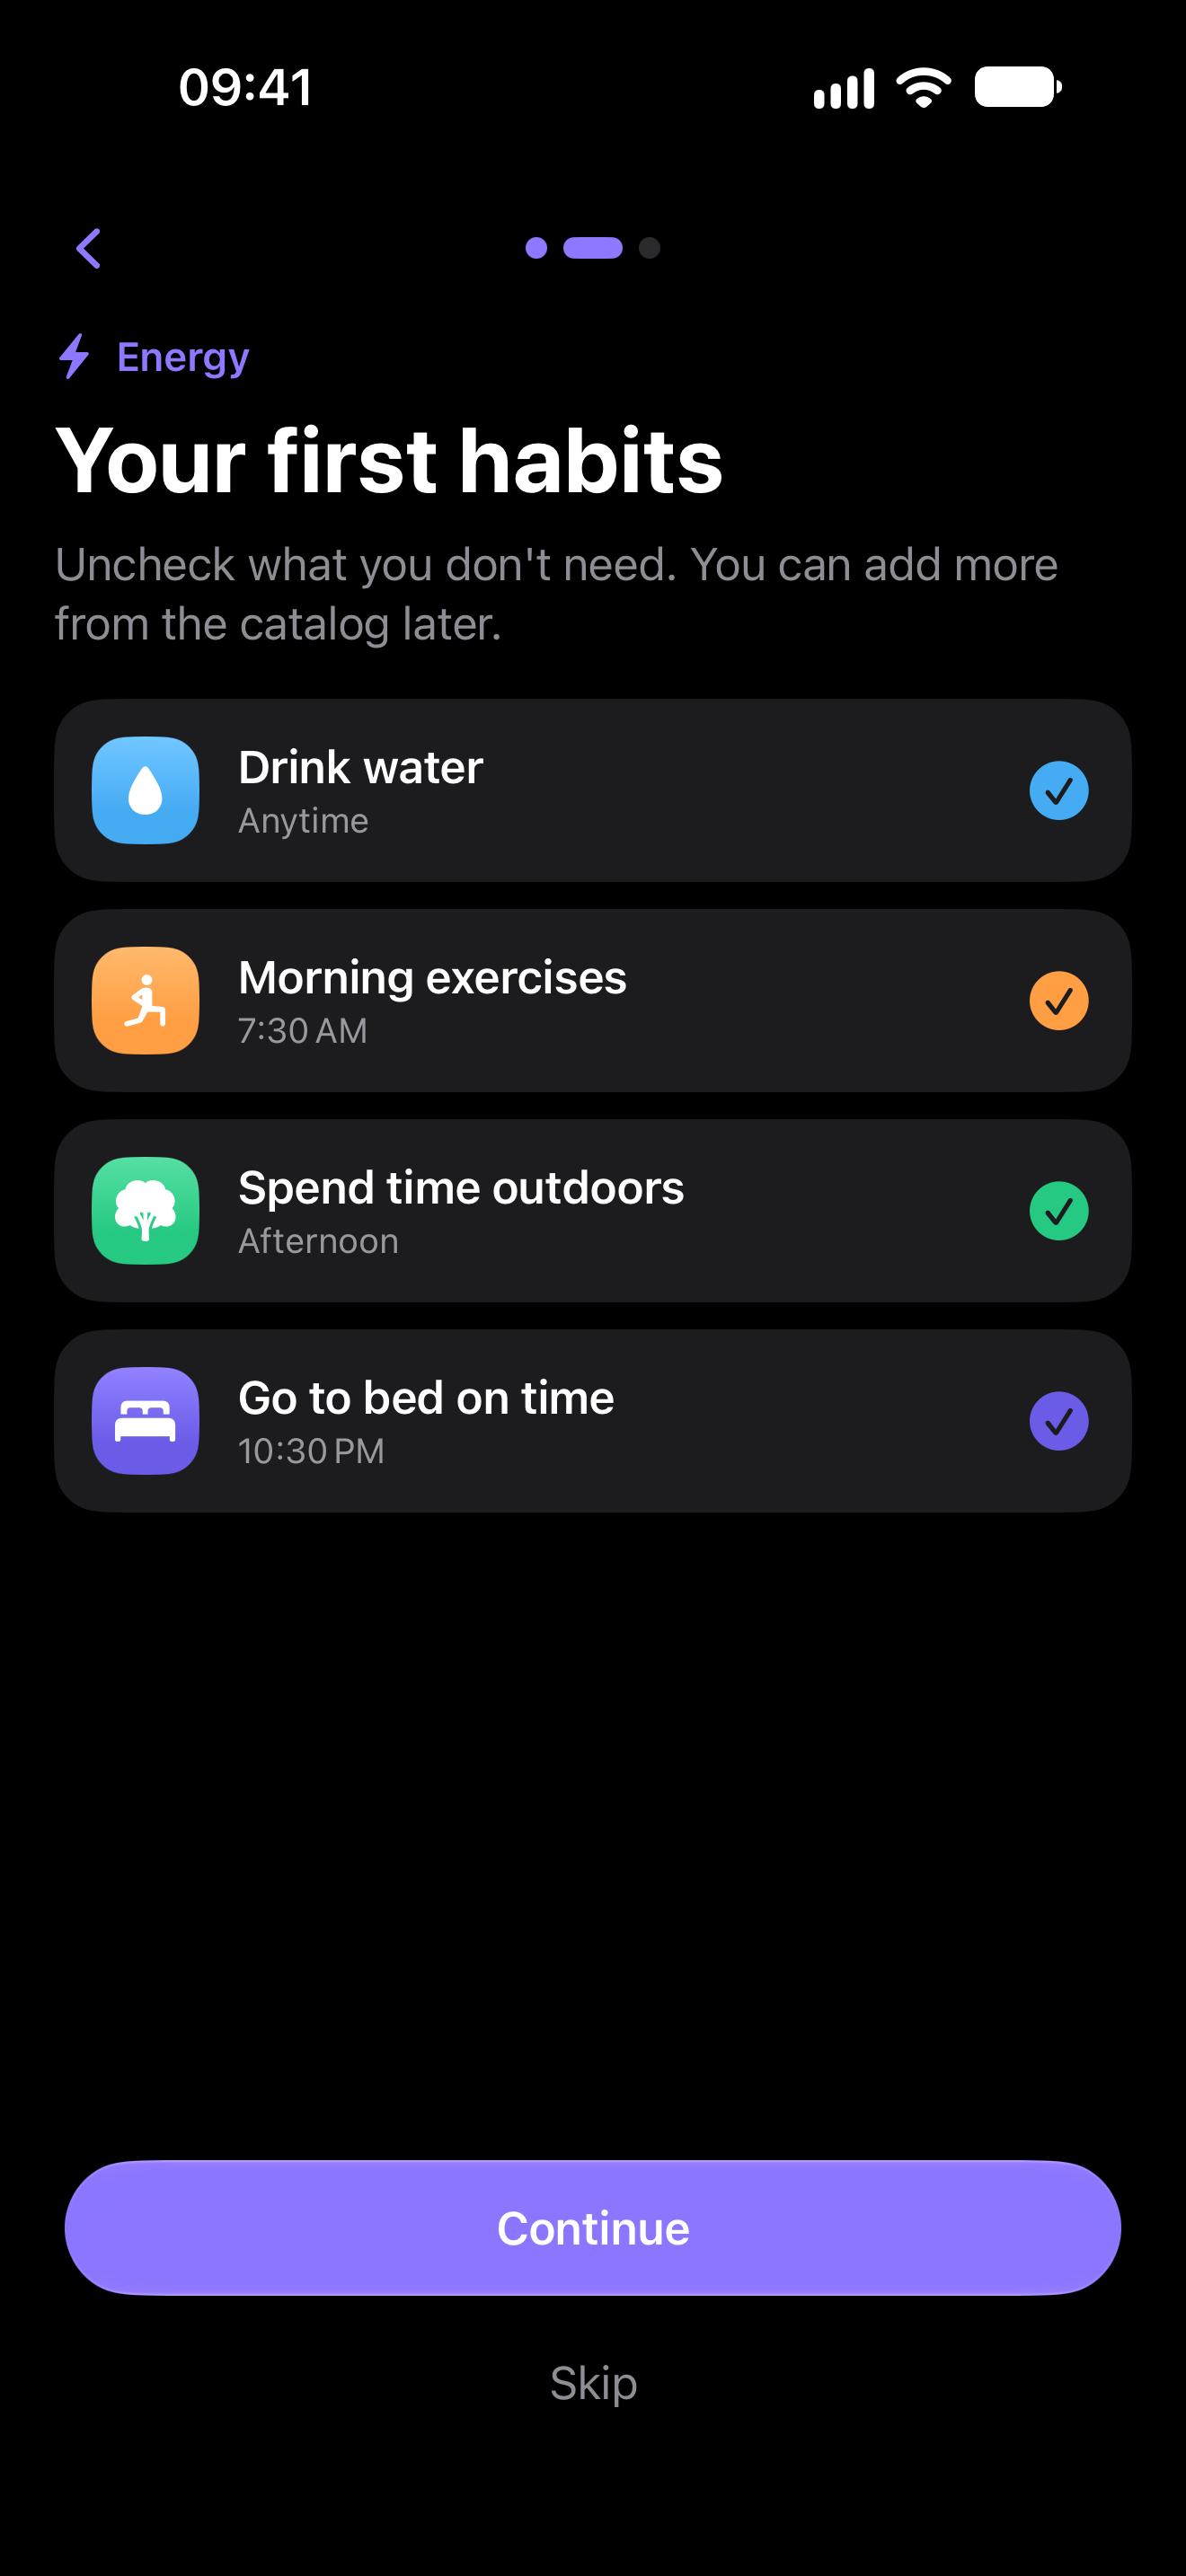 09:41
Energy
Your first habits
Uncheck what you don't need. You can add more
from the catalog later.
Drink water
Anytime
Morning exercises
7:30 AM
Spend time outdoors
Afternoon
Go to bed on time
10:30 PM
Continue
Skip